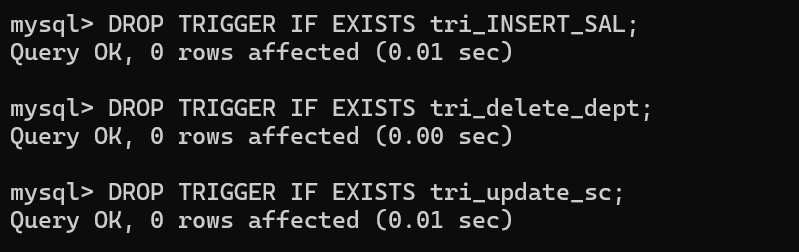 mysql> DROP TRIGGER IF EXISTS tri_INSERT_SAL;
Query OK, 0 rows affected (0.01 sec)
mysql> DROP TRIGGER IF EXISTS tri_delete_dept;
Query OK, 0 rows affected (0.00 sec)
mysql> DROP TRIGGER IF EXISTS tri_update_sc;
Query OK, 0 rows affected (0.01 sec)